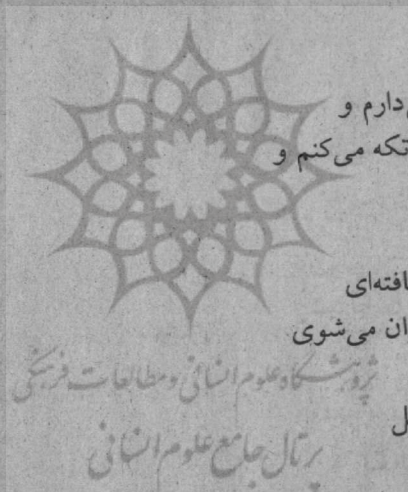 دارم و
تکه می‌کنم و
افته‌ای
ان می‌شوی
پژوهشگاه علوم انسانی و مطالعات فرهنگی
ل
پرتال جامع علوم انسانی